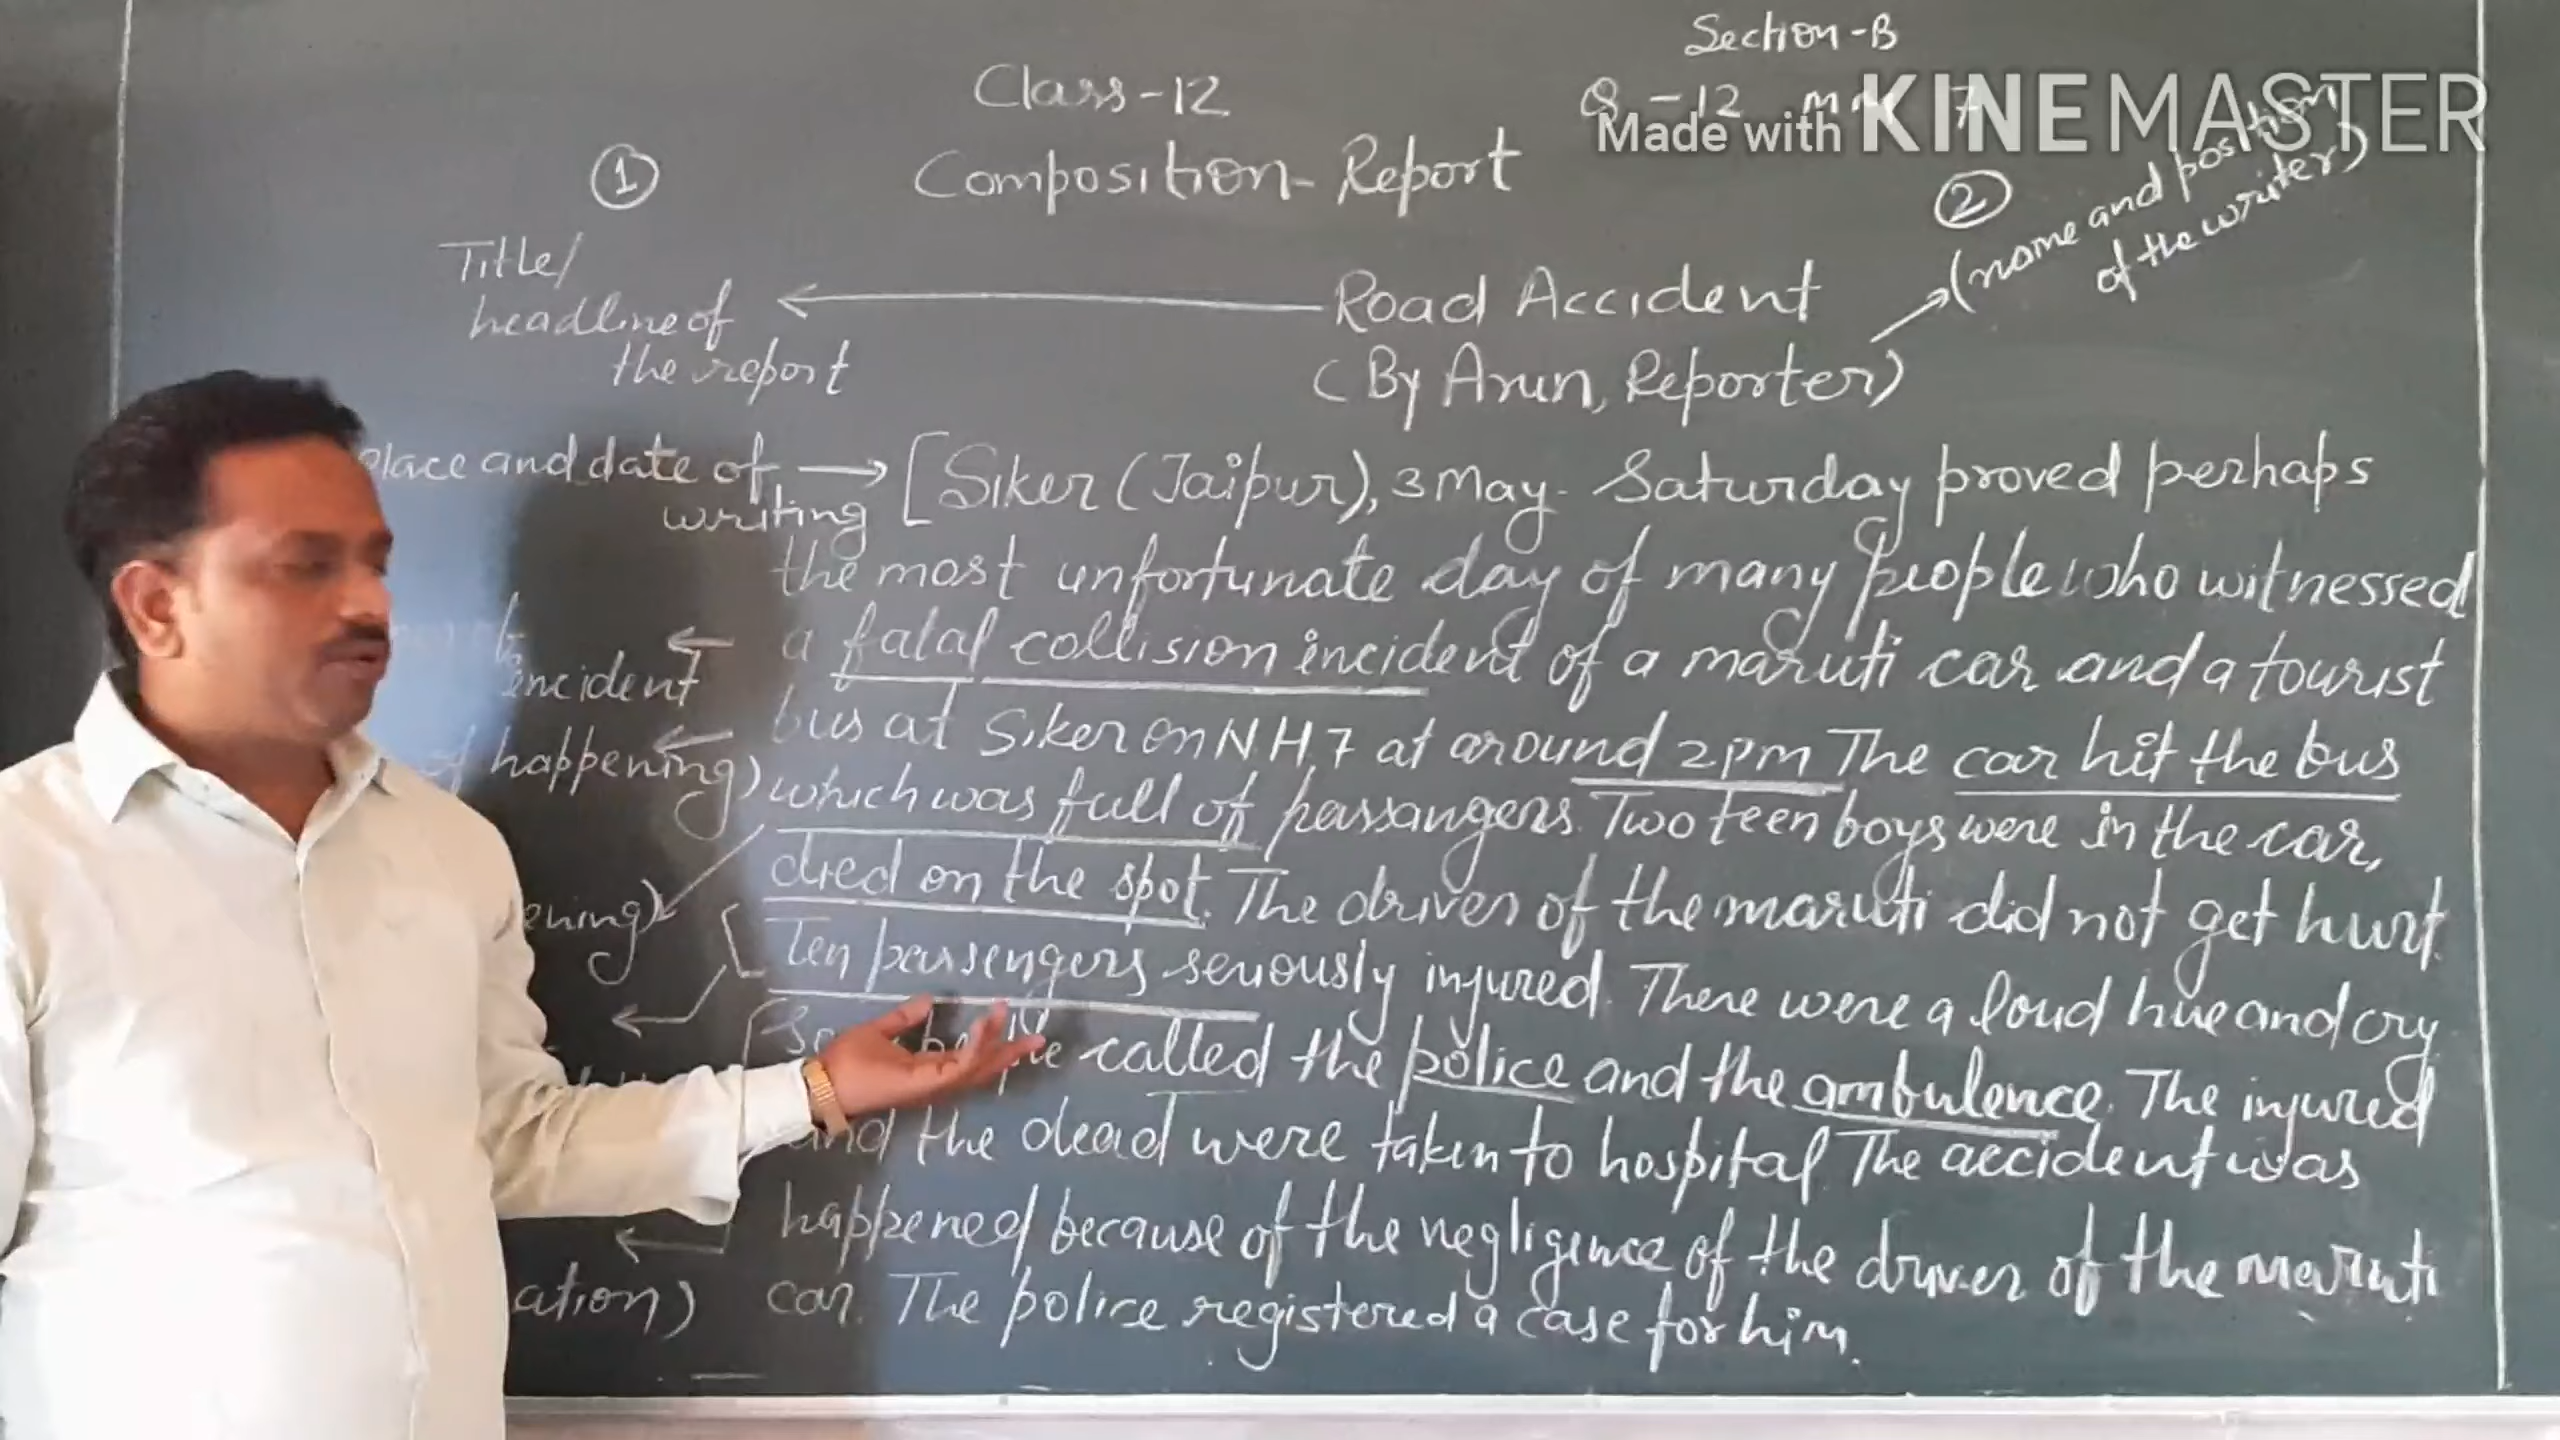 Section-B
Class-12
Q-12 7
Made with KINEMASTER
Composition-Report
1
2
(name and position
of the writer)
Title/
headline of
the report
Road Accident
(By Arun, Reporter)
place and date of
writing
[Siker (Jaipur), 3 May- Saturday proved perhaps
the most unfortunate day of many people who witnessed
a fatal collision incident of a maruti car and a tourist
incident
bus at Siker on NH.7 at around 2 pm The car hit the bus
of happening)
which was full of passangers. Two teen boys were in the car,
died on the spot. The driver of the maruti did not get hurt.
Ten passengers seriously injured. There were a loud hue and cry
called the police and the ambulence. The injured
and the dead were taken to hospital. The accident was
happened because of the negligence of the driver of the maruti
car. The police registered a case for him.